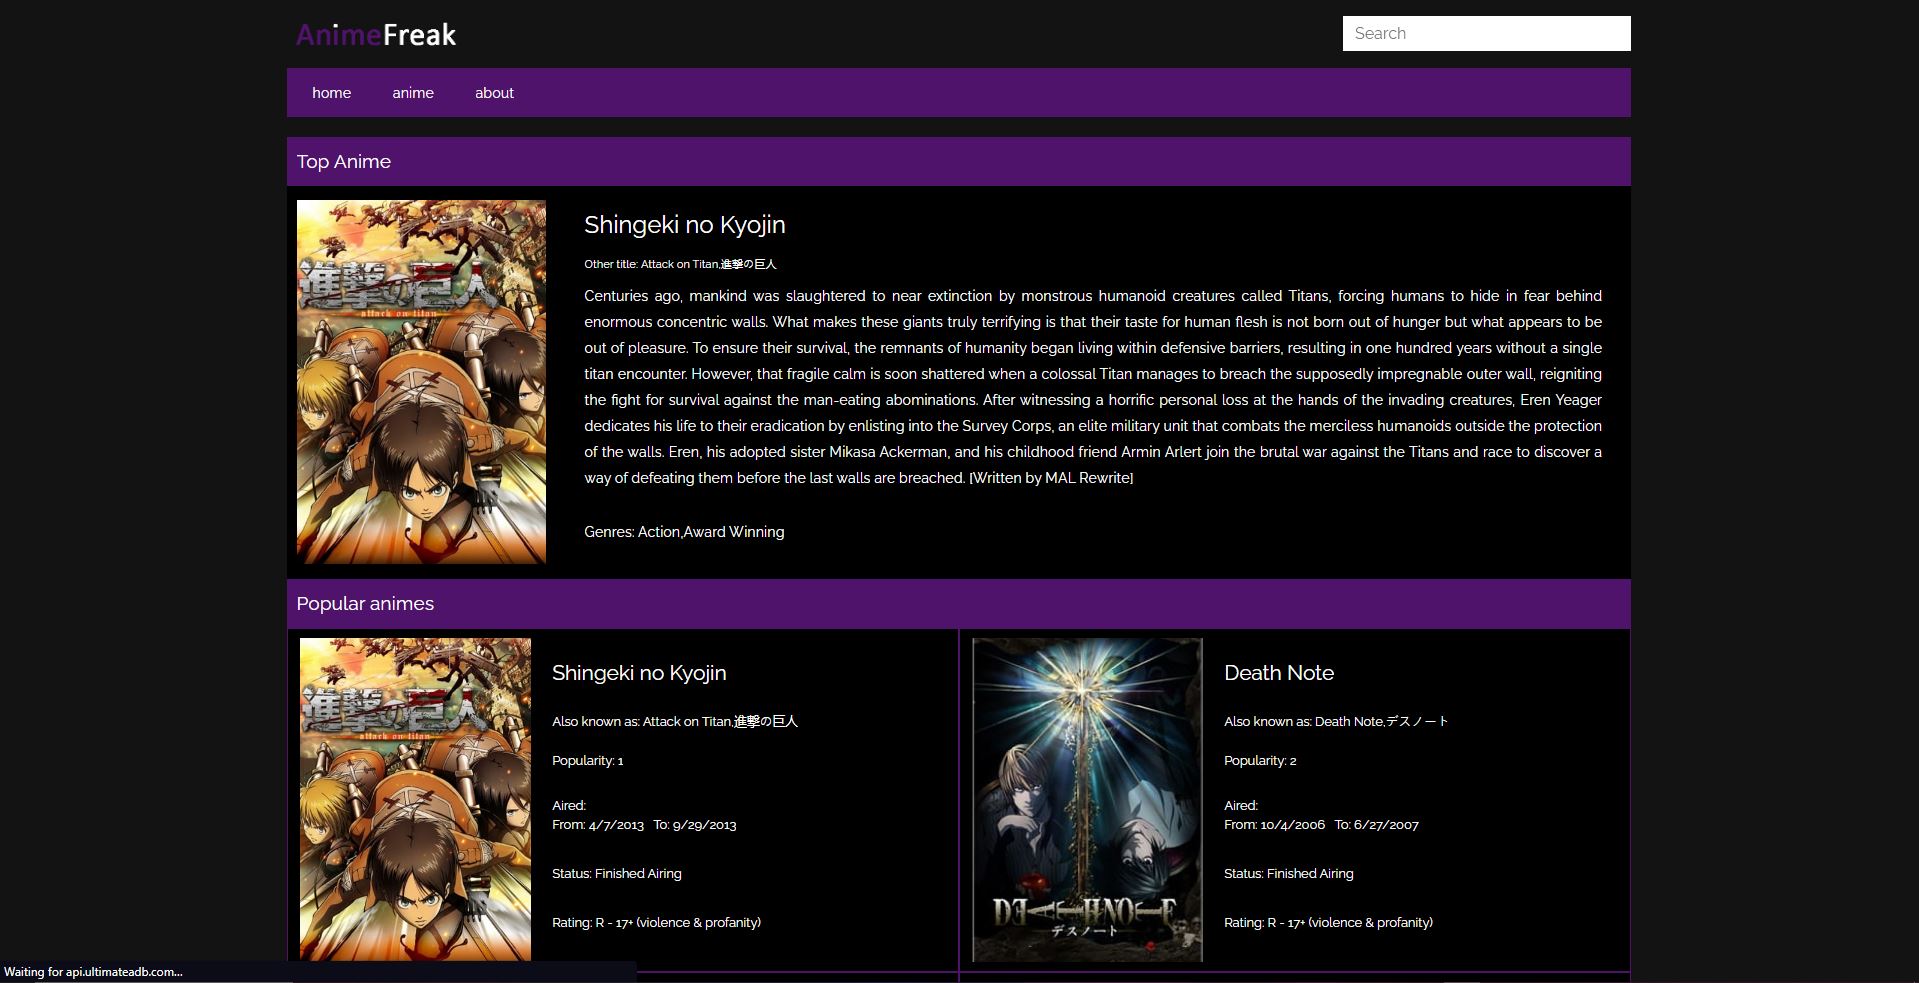 AnimeFreak
Search
home anime about
Top Anime
進撃の巨人
attack on titan
Shingeki no Kyojin
Other title: Attack on Titan,進撃の巨人
Centuries ago, mankind was slaughtered to near extinction by monstrous humanoid creatures called Titans, forcing humans to hide in fear behind
enormous concentric walls. What makes these giants truly terrifying is that their taste for human flesh is not born out of hunger but what appears to be
out of pleasure. To ensure their survival, the remnants of humanity began living within defensive barriers, resulting in one hundred years without a single
titan encounter. However, that fragile calm is soon shattered when a colossal Titan manages to breach the supposedly impregnable outer wall, reigniting
the fight for survival against the man-eating abominations. After witnessing a horrific personal loss at the hands of the invading creatures, Eren Yeager
dedicates his life to their eradication by enlisting into the Survey Corps, an elite military unit that combats the merciless humanoids outside the protection
of the walls. Eren, his adopted sister Mikasa Ackerman, and his childhood friend Armin Arlert join the brutal war against the Titans and race to discover a
way of defeating them before the last walls are breached. [Written by MAL Rewrite]
Genres: Action,Award Winning
Popular animes
進撃の巨人
attack on titan
Shingeki no Kyojin
Also known as: Attack on Titan,進撃の巨人
Popularity: 1
Aired:
From: 4/7/2013 To: 9/29/2013
Status: Finished Airing
Rating: R - 17+ (violence & profanity)
DEATH NOTE
デスノート
Death Note
Also known as: Death Note,デスノート
Popularity: 2
Aired:
From: 10/4/2006 To: 6/27/2007
Status: Finished Airing
Rating: R - 17+ (violence & profanity)
Waiting for api.ultimateadb.com...